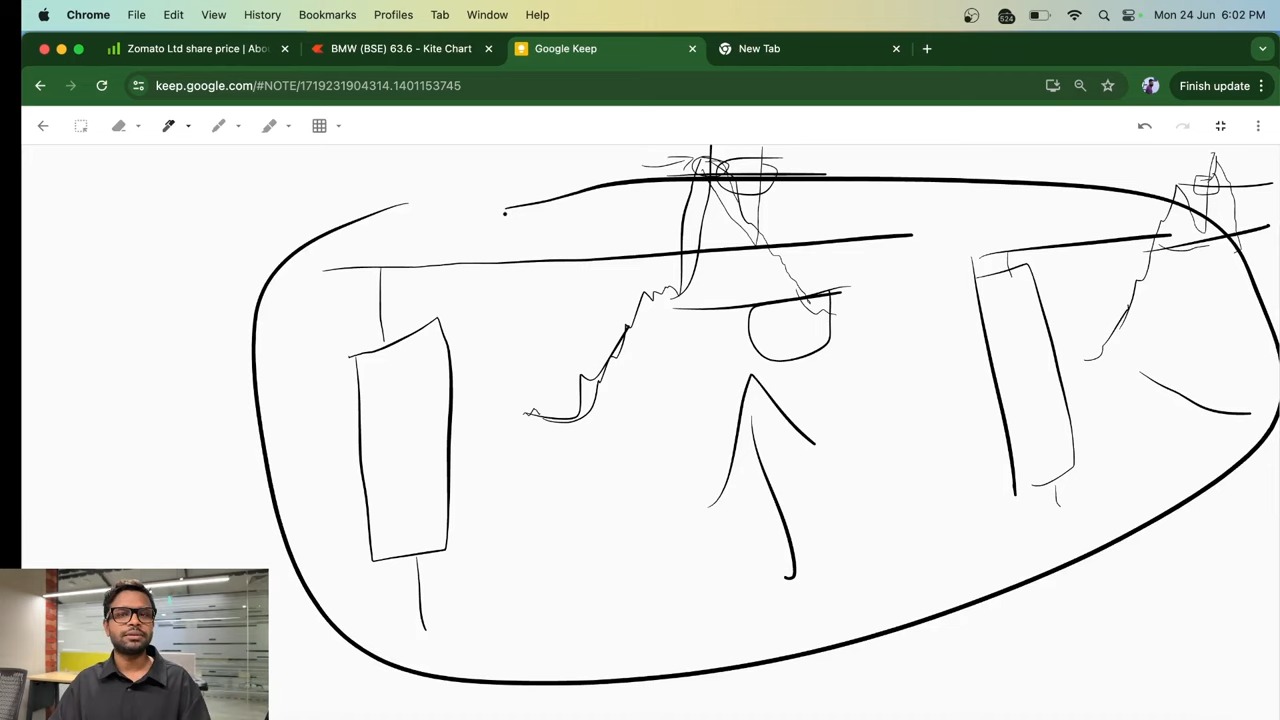 Chrome File Edit View History Bookmarks Profiles Tab Window Help 524 Mon 24 Jun 6:02 PM
Zomato Ltd share price | Abo
BMW (BSE) 63.6 - Kite Chart
Google Keep
New Tab
keep.google.com/#NOTE/1719231904314.1401153745
Finish update